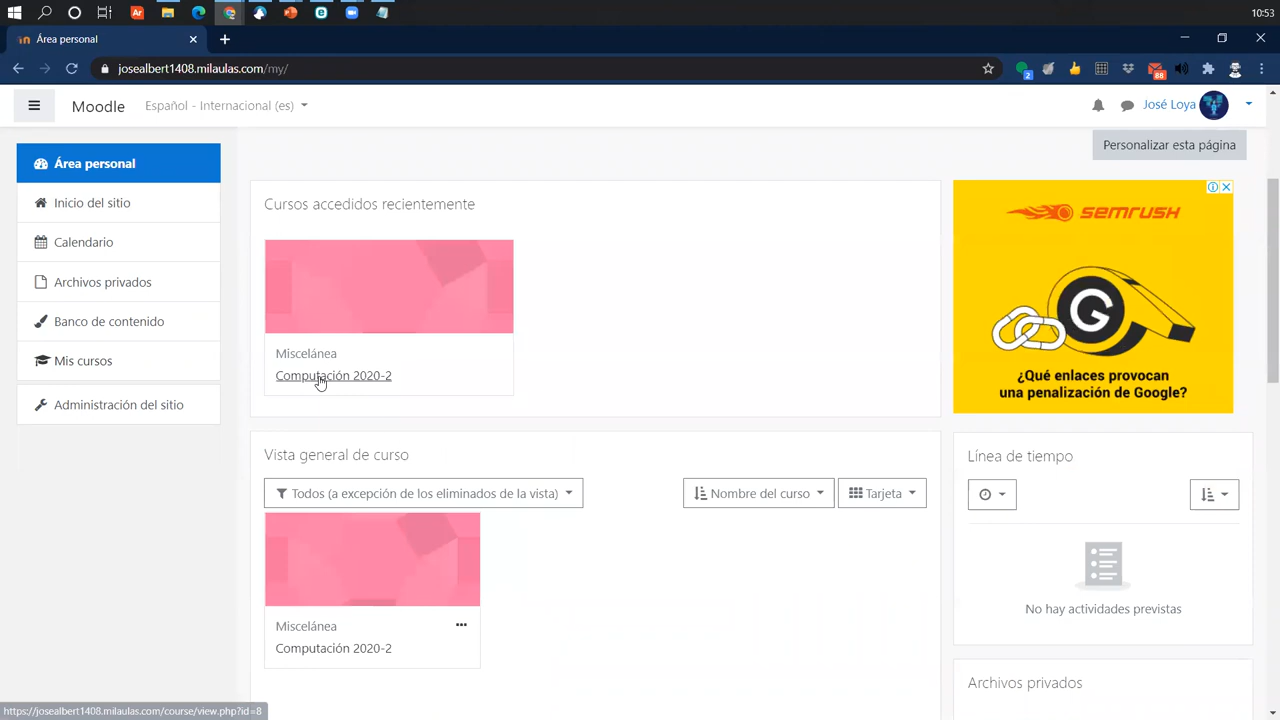 10:53
Área personal
josealbert1408.milaulas.com/my/
2
88
Moodle
Español - Internacional (es)
José Loya
Personalizar esta página
Área personal
Inicio del sitio
Calendario
Archivos privados
Banco de contenido
Mis cursos
Administración del sitio
Cursos accedidos recientemente
Miscelánea
Computación 2020-2
SEMRUSH
G
¿Qué enlaces provocan
una penalización de Google?
Vista general de curso
Todos (a excepción de los eliminados de la vista)
Nombre del curso
Tarjeta
Miscelánea
Computación 2020-2
Línea de tiempo
No hay actividades previstas
Archivos privados
https://josealbert1408.milaulas.com/course/view.php?id=8